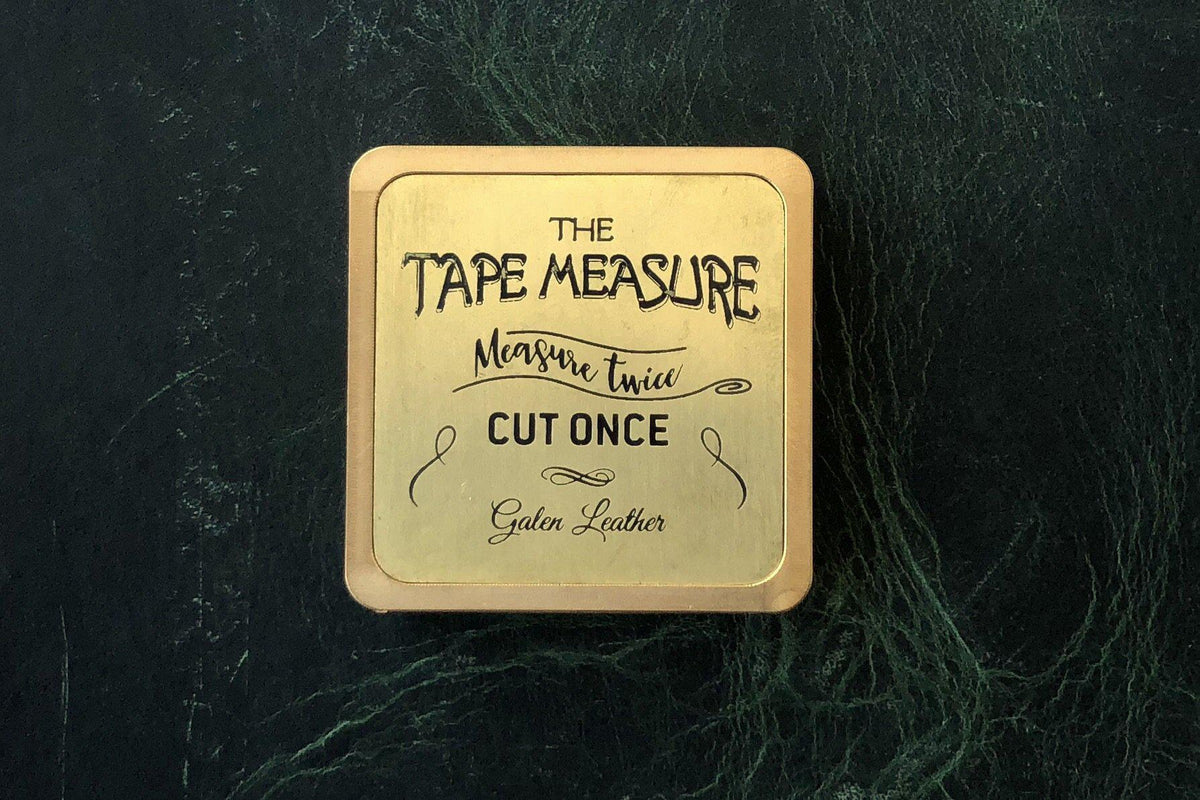 THE
TAPE MEASURE
Measure twice
CUT ONCE
Galen Leather